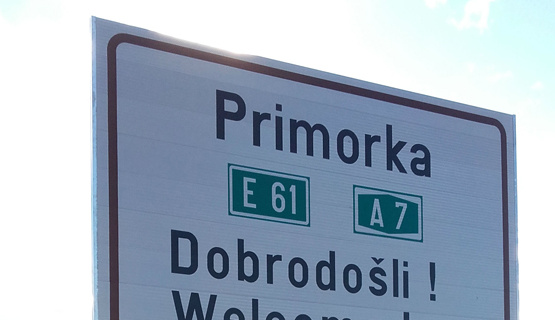 Primorka
E 61 A 7
Dobrodošli !